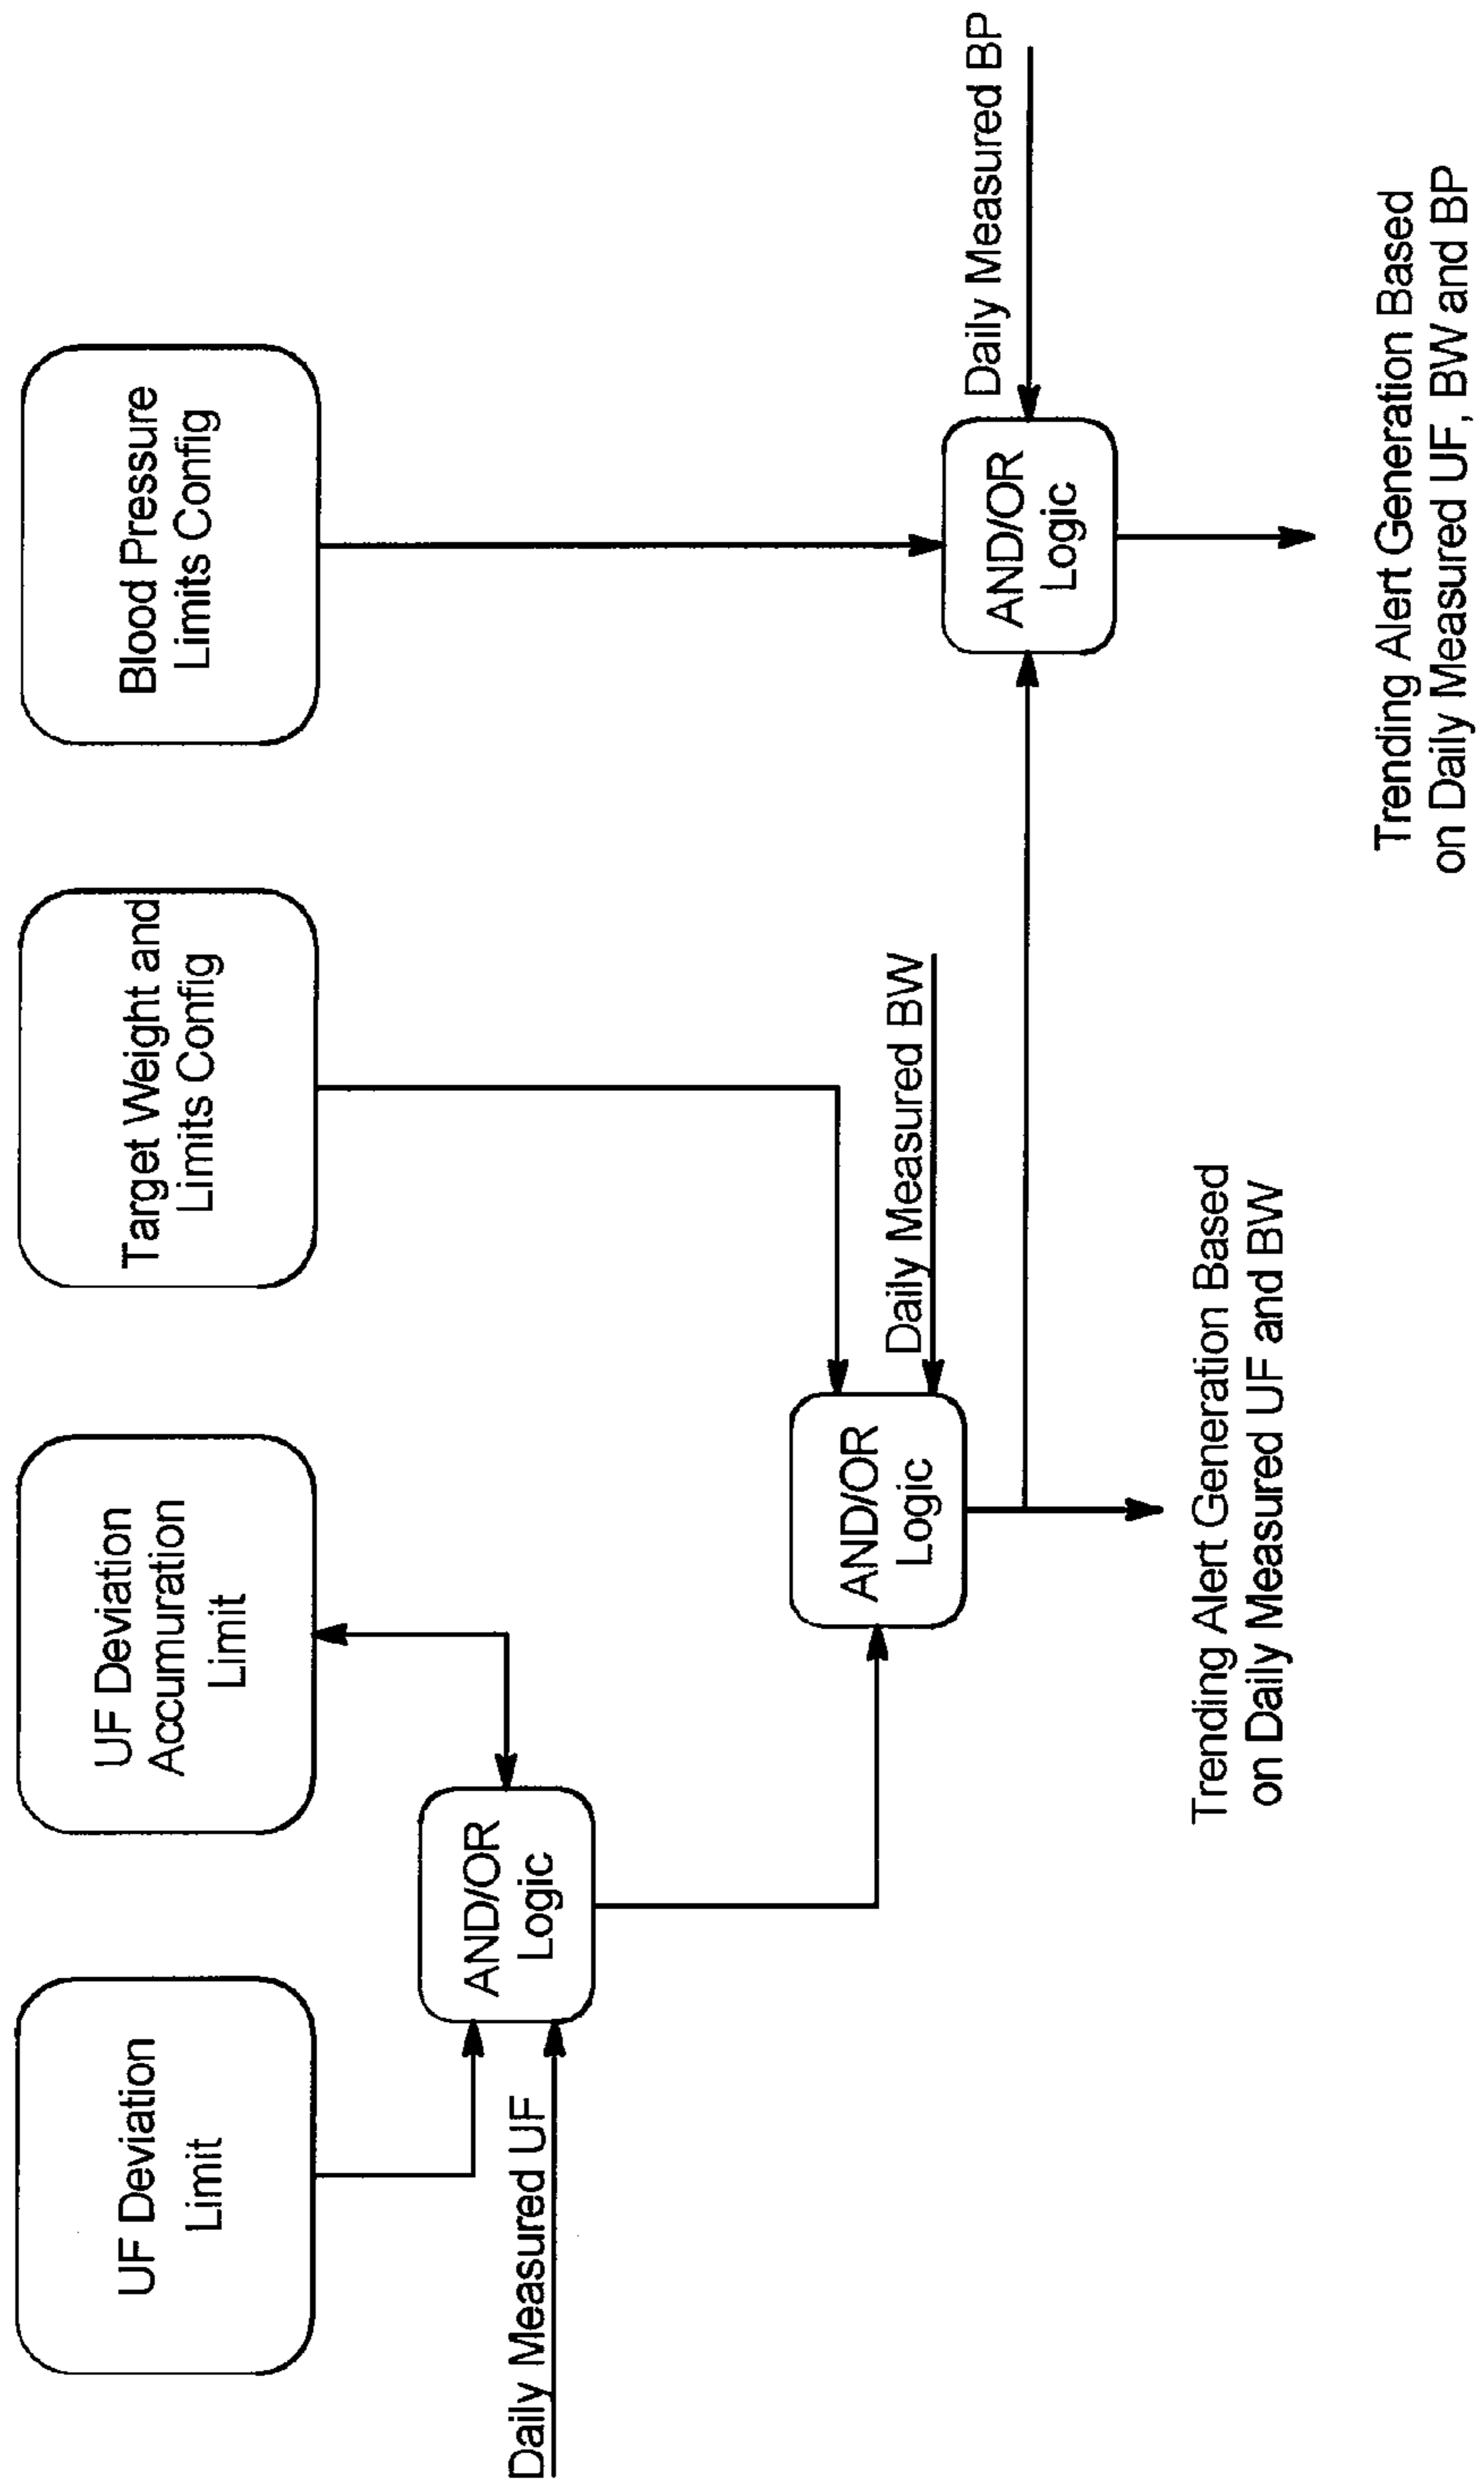 UF Deviation
Limit
UF Deviation
Accumuration
Limit
Target Weight and
Limits Config
Blood Pressure
Limits Config
Daily Measured UF
AND/OR
Logic
AND/OR
Logic
Daily Measured BW
AND/OR
Logic
Daily Measured BP
Trending Alert Generation Based
on Daily Measured UF and BW
Trending Alert Generation Based
on Daily Measured UF, BW and BP